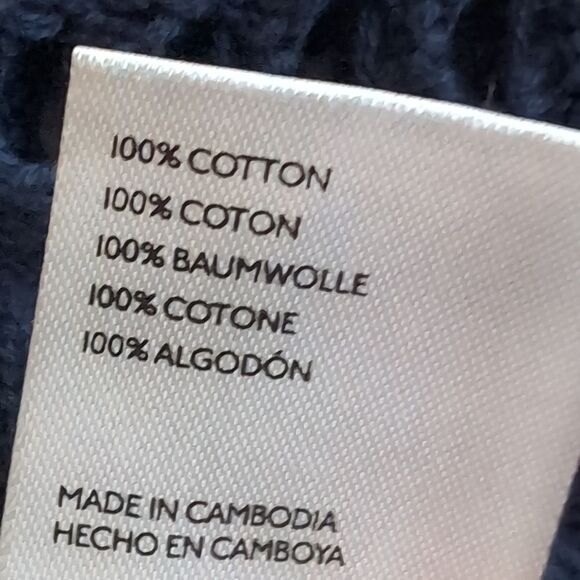 100% COTTON
100% COTON
100% BAUMWOLLE
100% COTONE
100% ALGODÓN
MADE IN CAMBODIA
HECHO EN CAMBOYA